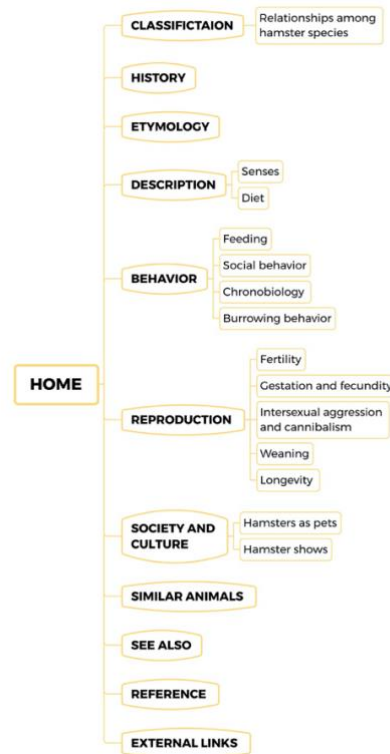 CLASSIFICTAION
Relationships among
hamster species
HISTORY
ETYMOLOGY
DESCRIPTION
Senses
Diet
BEHAVIOR
Feeding
Social behavior
Chronobiology
Burrowing behavior
HOME
REPRODUCTION
Fertility
Gestation and fecundity
Intersexual aggression
and cannibalism
Weaning
Longevity
SOCIETY AND
CULTURE
Hamsters as pets
Hamster shows
SIMILAR ANIMALS
SEE ALSO
REFERENCE
EXTERNAL LINKS